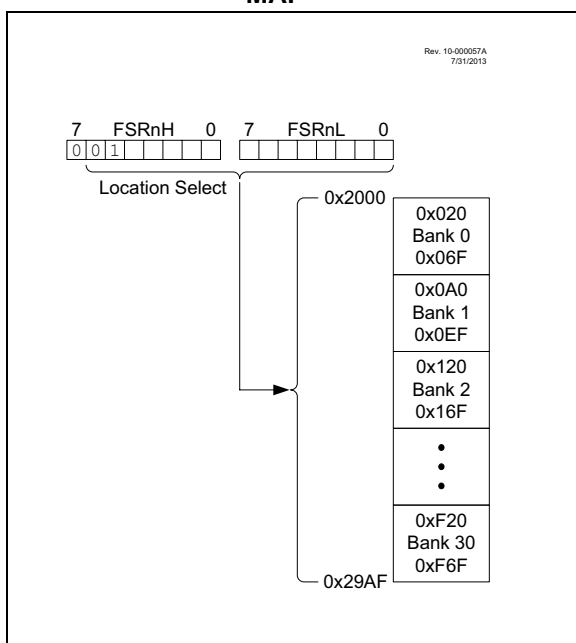 MAP
Rev. 10-000057A
7/31/2013
7 FSRnH 0 7 FSRnL 0
0 0 1
Location Select
0x2000
0x020
Bank 0
0x06F
0x0A0
Bank 1
0x0EF
0x120
Bank 2
0x16F
0xF20
Bank 30
0xF6F
0x29AF